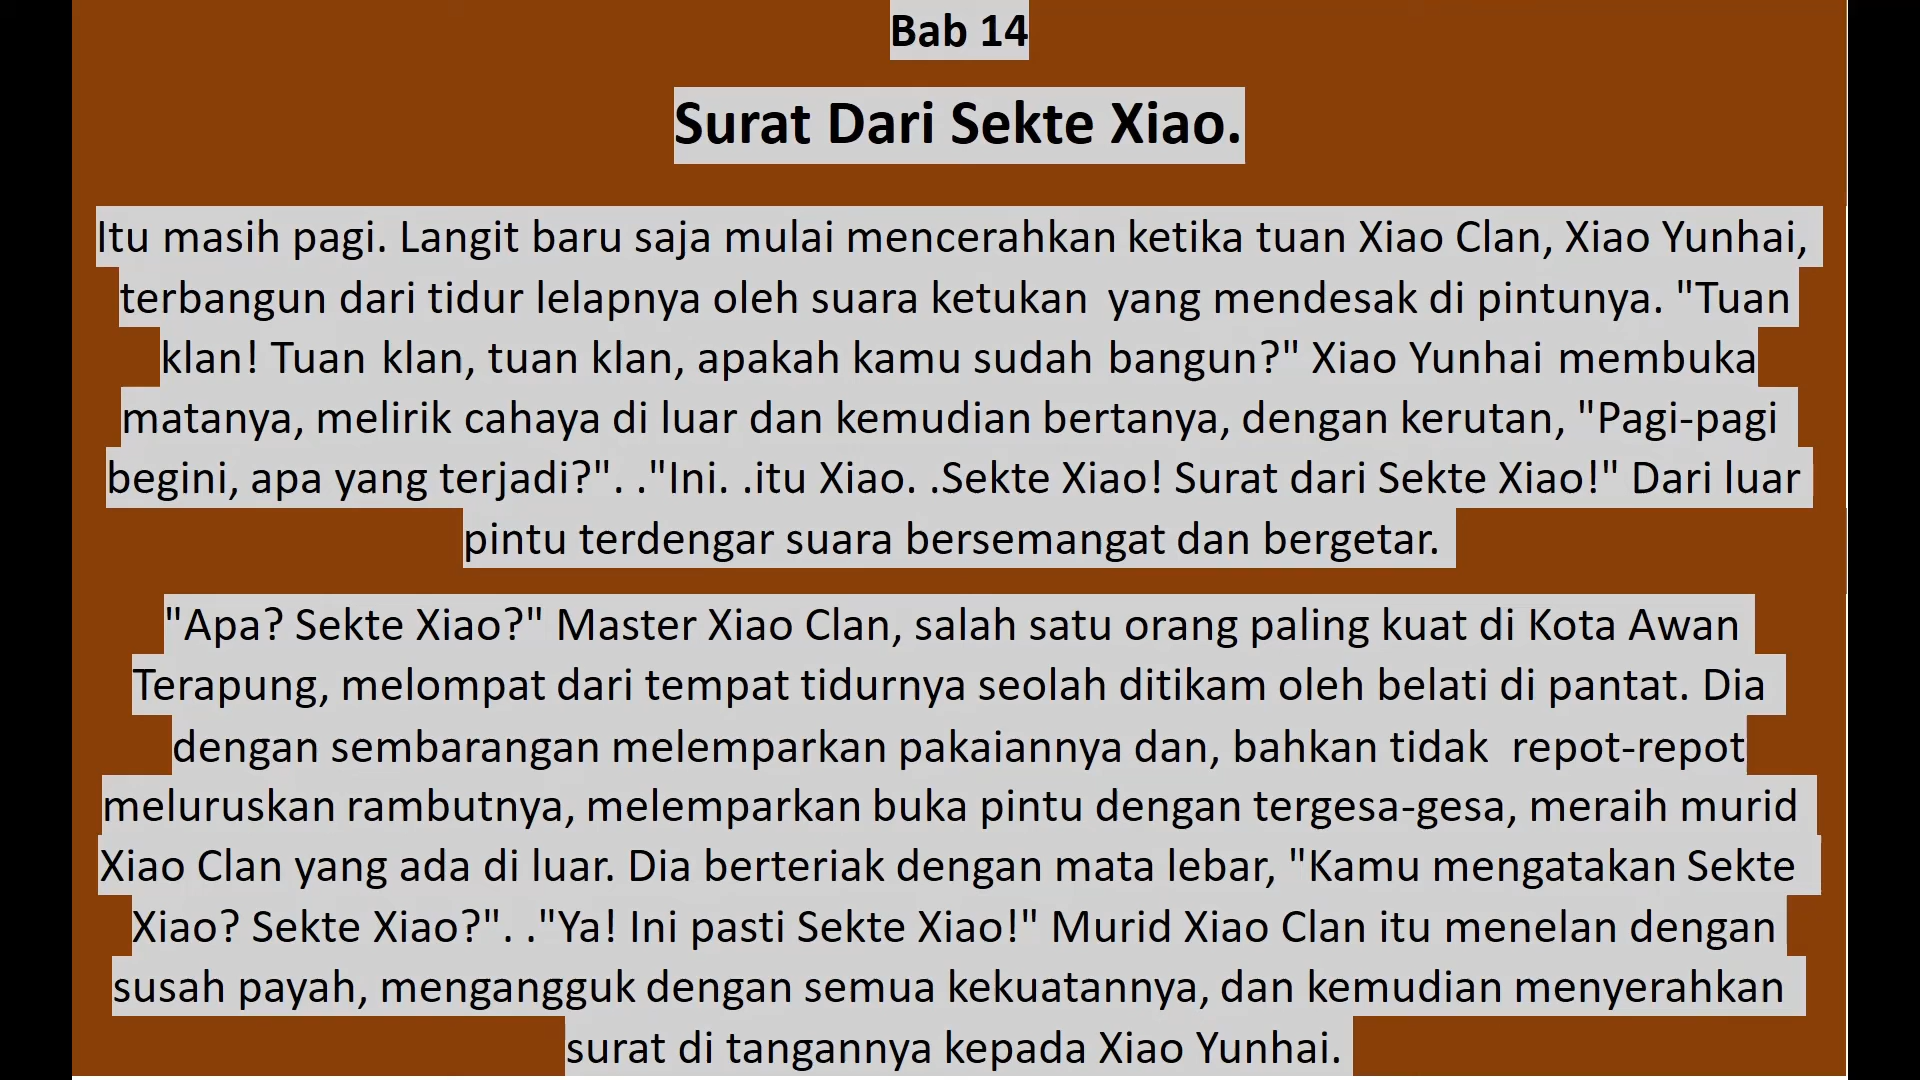 Bab 14
Surat Dari Sekte Xiao.
Itu masih pagi. Langit baru saja mulai mencerahkan ketika tuan Xiao Clan, Xiao Yunhai,
terbangun dari tidur lelapnya oleh suara ketukan  yang mendesak di pintunya. "Tuan
klan! Tuan klan, tuan klan, apakah kamu sudah bangun?" Xiao Yunhai membuka
matanya, melirik cahaya di luar dan kemudian bertanya, dengan kerutan, "Pagi-pagi
begini, apa yang terjadi?". ."Ini. .itu Xiao. .Sekte Xiao! Surat dari Sekte Xiao!" Dari luar
pintu terdengar suara bersemangat dan bergetar.
"Apa? Sekte Xiao?" Master Xiao Clan, salah satu orang paling kuat di Kota Awan
Terapung, melompat dari tempat tidurnya seolah ditikam oleh belati di pantat. Dia
dengan sembarangan melemparkan pakaiannya dan, bahkan tidak  repot-repot
meluruskan rambutnya, melemparkan buka pintu dengan tergesa-gesa, meraih murid
Xiao Clan yang ada di luar. Dia berteriak dengan mata lebar, "Kamu mengatakan Sekte
Xiao? Sekte Xiao?". ."Ya! Ini pasti Sekte Xiao!" Murid Xiao Clan itu menelan dengan
susah payah, mengangguk dengan semua kekuatannya, dan kemudian menyerahkan
surat di tangannya kepada Xiao Yunhai.